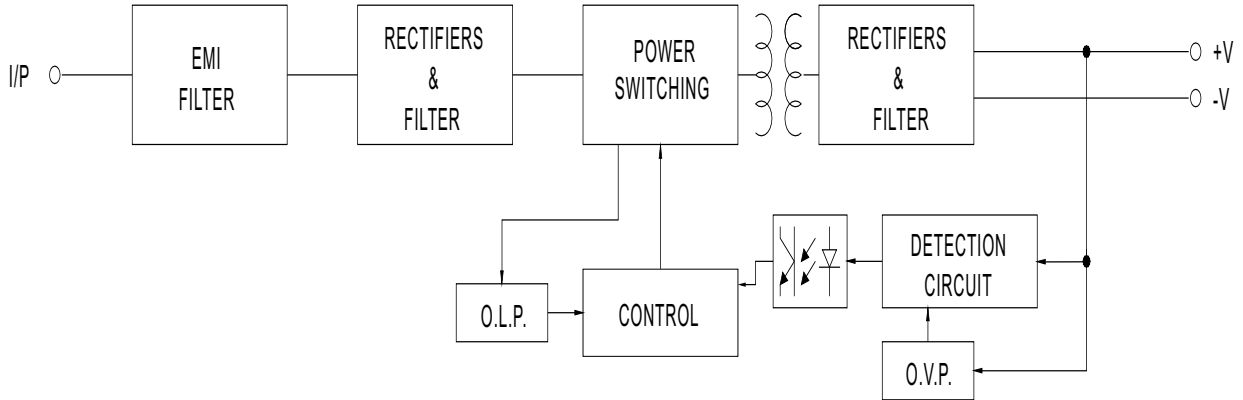 I/P
EMI
FILTER
RECTIFIERS
&
FILTER
POWER
SWITCHING
RECTIFIERS
&
FILTER
+V
-V
O.L.P.
CONTROL
DETECTION
CIRCUIT
O.V.P.